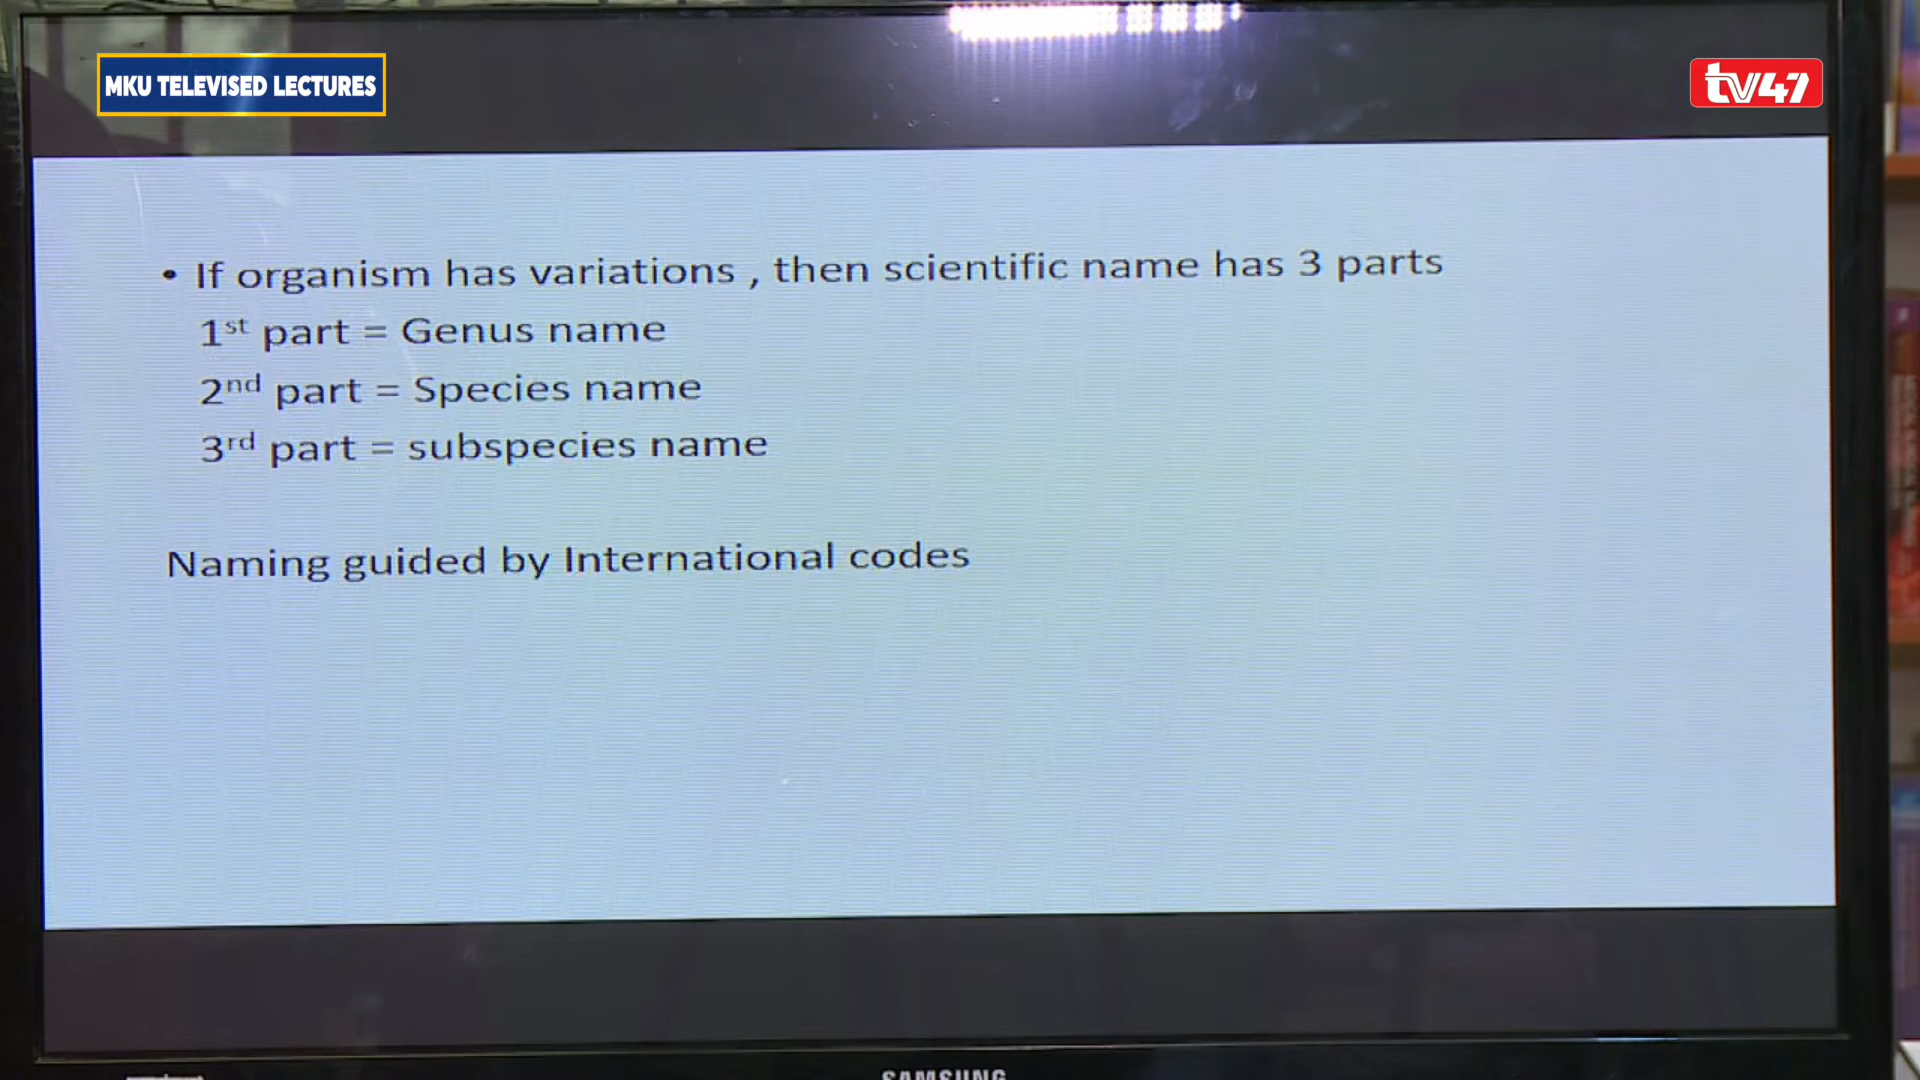 MKU TELEVISED LECTURES
tv47
• If organism has variations , then scientific name has 3 parts
1st part = Genus name
2nd part = Species name
3rd part = subspecies name
Naming guided by International codes
SAMSUNG